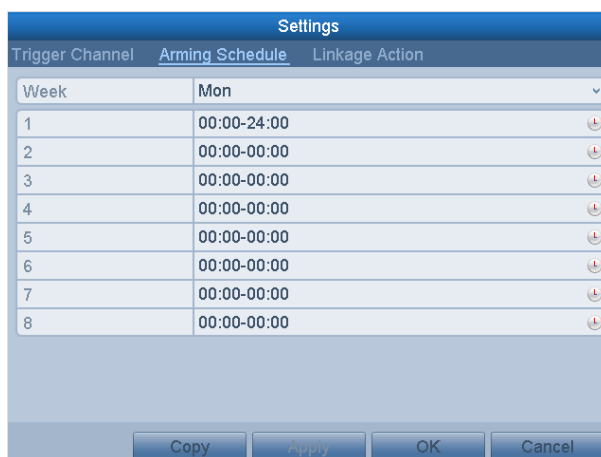 Settings
Trigger Channel Arming Schedule Linkage Action
Week Mon
1 00:00-24:00
2 00:00-00:00
3 00:00-00:00
4 00:00-00:00
5 00:00-00:00
6 00:00-00:00
7 00:00-00:00
8 00:00-00:00
Copy Apply OK Cancel